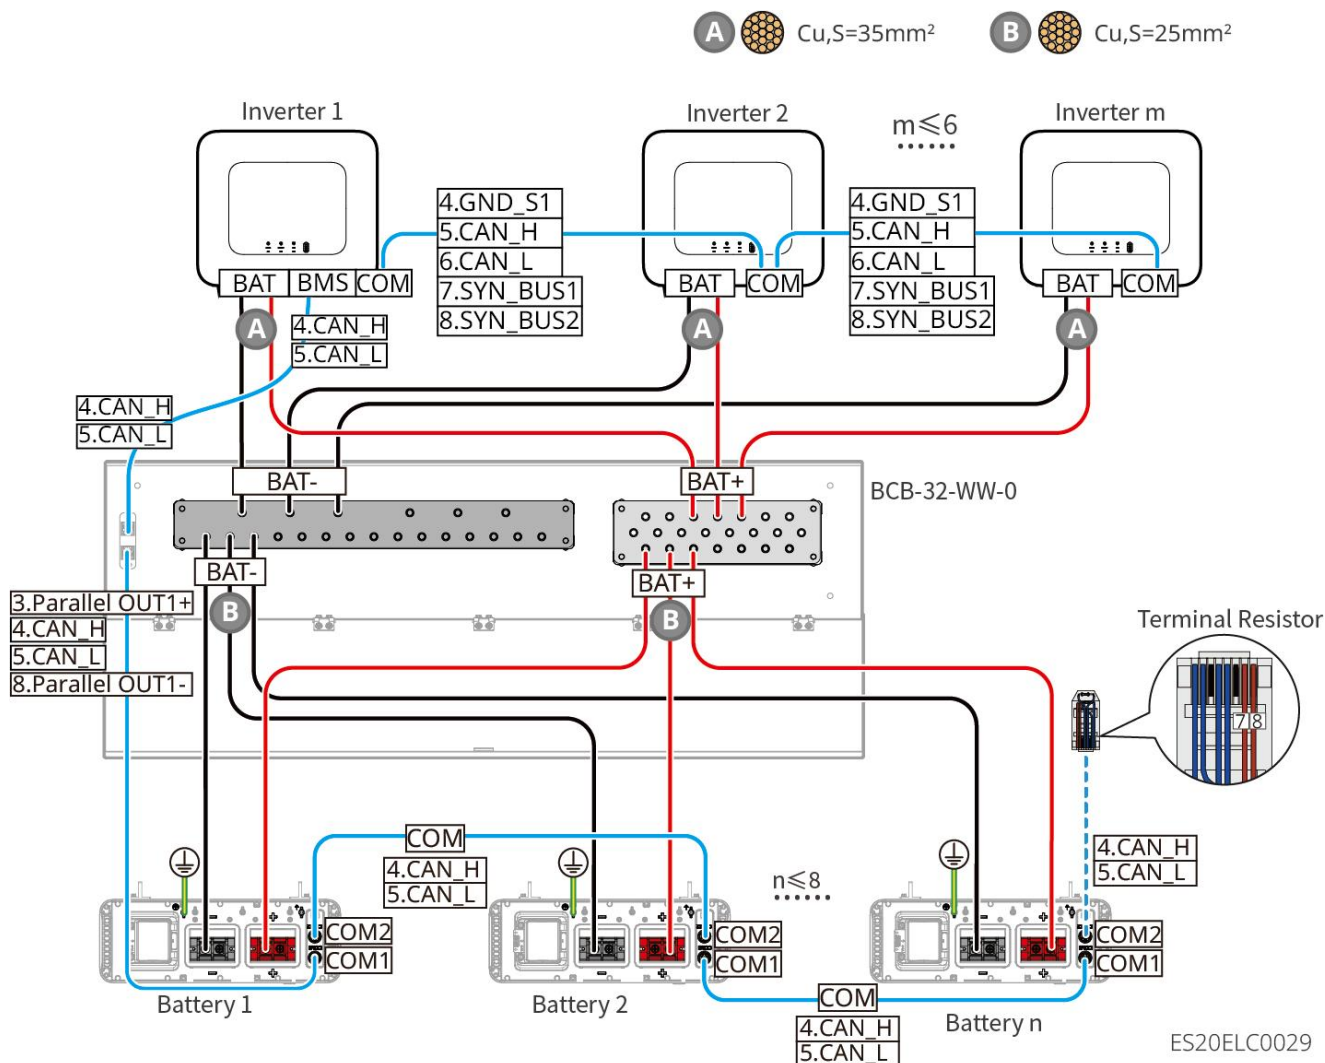 A Cu,S=35mm² B Cu,S=25mm²
Inverter 1
Inverter 2
m≤6
Inverter m
4.GND_S1
5.CAN_H
6.CAN_L
7.SYN_BUS1
8.SYN_BUS2
4.GND_S1
5.CAN_H
6.CAN_L
7.SYN_BUS1
8.SYN_BUS2
BAT BMS COM
BAT COM
BAT COM
A
A
A
4.CAN_H
5.CAN_L
4.CAN_H
5.CAN_L
BAT-
BAT+
BCB-32-WW-0
BAT-
BAT+
B
B
3.Parallel OUT1+
4.CAN_H
5.CAN_L
8.Parallel OUT1-
Terminal Resistor
7 8
COM
4.CAN_H
5.CAN_L
n≤8
4.CAN_H
5.CAN_L
- +
- +
- +
- +
- +
- +
COM2
COM1
COM2
COM1
COM2
COM1
Battery 1
Battery 2
Battery n
COM
4.CAN_H
5.CAN_L
ES20ELC0029